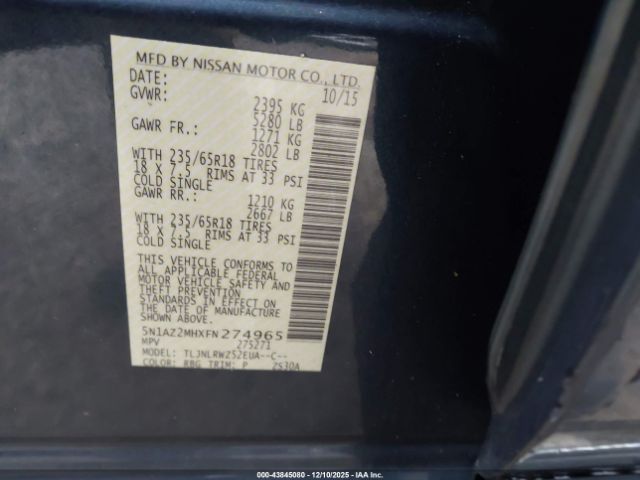 MFD BY NISSAN MOTOR CO., LTD.
DATE: 10/15
GVWR: 2395 KG
5280 LB
GAWR FR.: 1271 KG
2802 LB
WITH 235/65R18 TIRES
18 X 7.5 RIMS AT 33 PSI
COLD SINGLE
GAWR RR.: 1210 KG
2667 LB
WITH 235/65R18 TIRES
18 X 7.5 RIMS AT 33 PSI
COLD SINGLE
THIS VEHICLE CONFORMS TO
ALL APPLICABLE FEDERAL
MOTOR VEHICLE SAFETY AND
THEFT PREVENTION
STANDARDS IN EFFECT ON
THE DATE OF MANUFACTURE
SHOWN ABOVE.
5N1AZ2MHXFN274965
MPV 275271
MODEL: TLJNLRWZ52EUA--C--
COLOR: RBG TRIM: P 2S30A
000-43845080 - 12/10/2025 - IAA Inc.